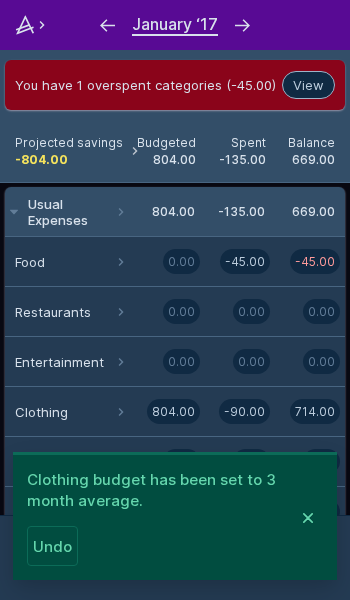 January ‘17
You have 1 overspent categories (-45.00) View
Projected savings Budgeted Spent Balance
-804.00 804.00 -135.00 669.00
Usual Expenses 804.00 -135.00 669.00
Food 0.00 -45.00 -45.00
Restaurants 0.00 0.00 0.00
Entertainment 0.00 0.00 0.00
Clothing 804.00 -90.00 714.00
Clothing budget has been set to 3
month average.
Undo